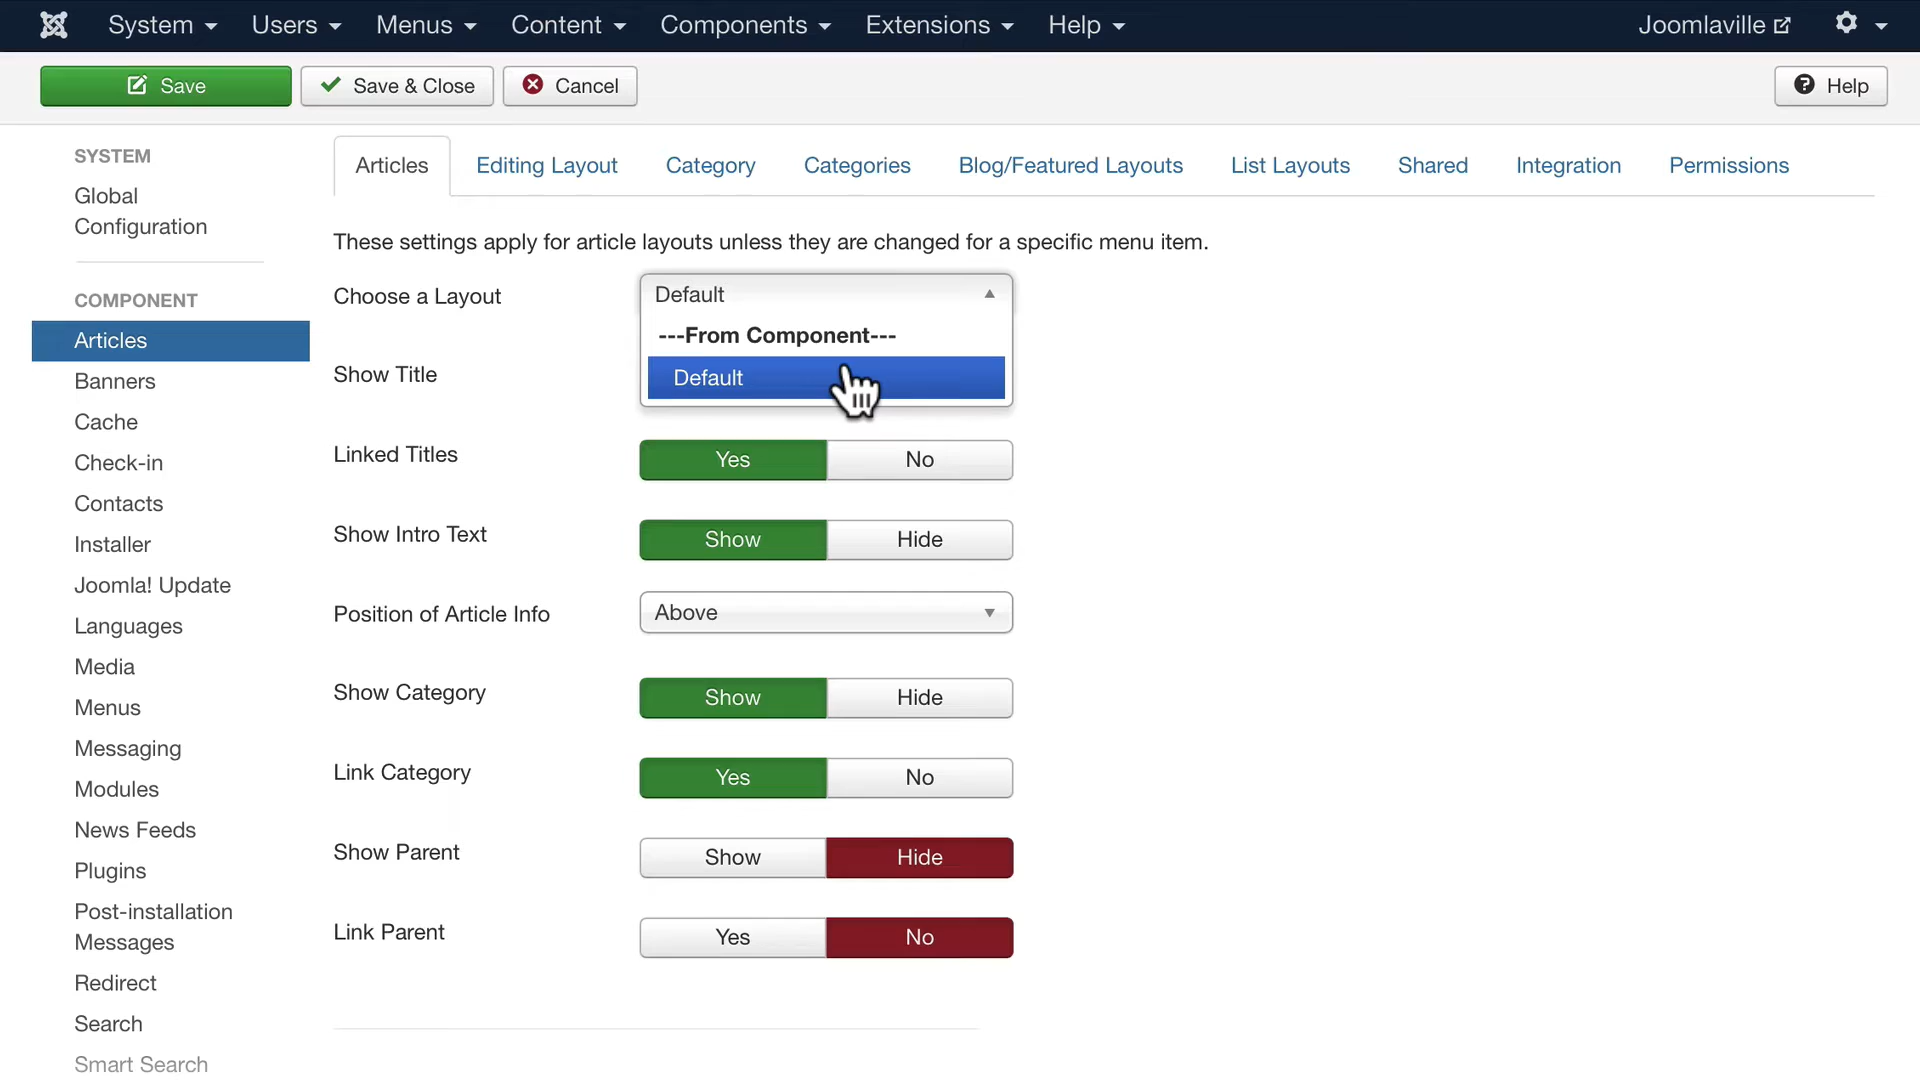 System Users Menus Content Components Extensions Help Joomlaville
Save Save & Close Cancel Help
SYSTEM
Global
Configuration
COMPONENT
Articles
Banners
Cache
Check-in
Contacts
Installer
Joomla! Update
Languages
Media
Menus
Messaging
Modules
News Feeds
Plugins
Post-installation
Messages
Redirect
Search
Smart Search
Articles Editing Layout Category Categories Blog/Featured Layouts List Layouts Shared Integration Permissions
These settings apply for article layouts unless they are changed for a specific menu item.
Choose a Layout Default
---From Component---
Show Title Default
Linked Titles Yes No
Show Intro Text Show Hide
Position of Article Info Above
Show Category Show Hide
Link Category Yes No
Show Parent Show Hide
Link Parent Yes No